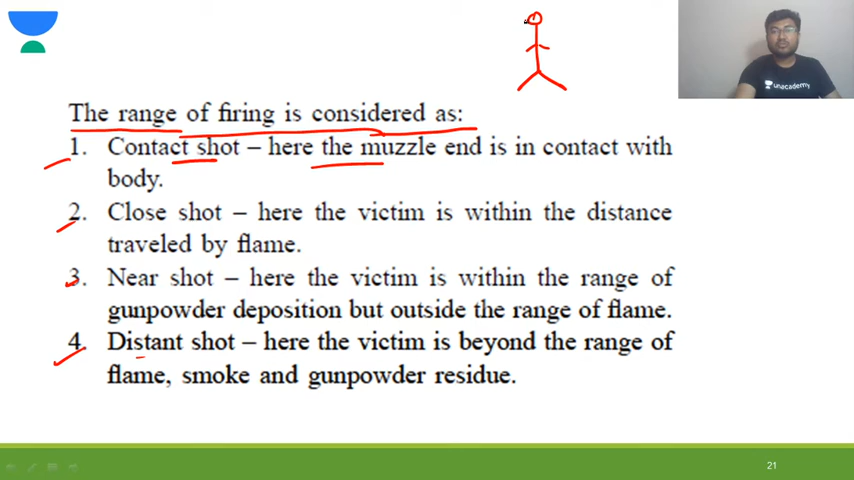 unacademy
The range of firing is considered as:
1. Contact shot – here the muzzle end is in contact with
body.
2. Close shot – here the victim is within the distance
traveled by flame.
3. Near shot – here the victim is within the range of
gunpowder deposition but outside the range of flame.
4. Distant shot – here the victim is beyond the range of
flame, smoke and gunpowder residue.
21